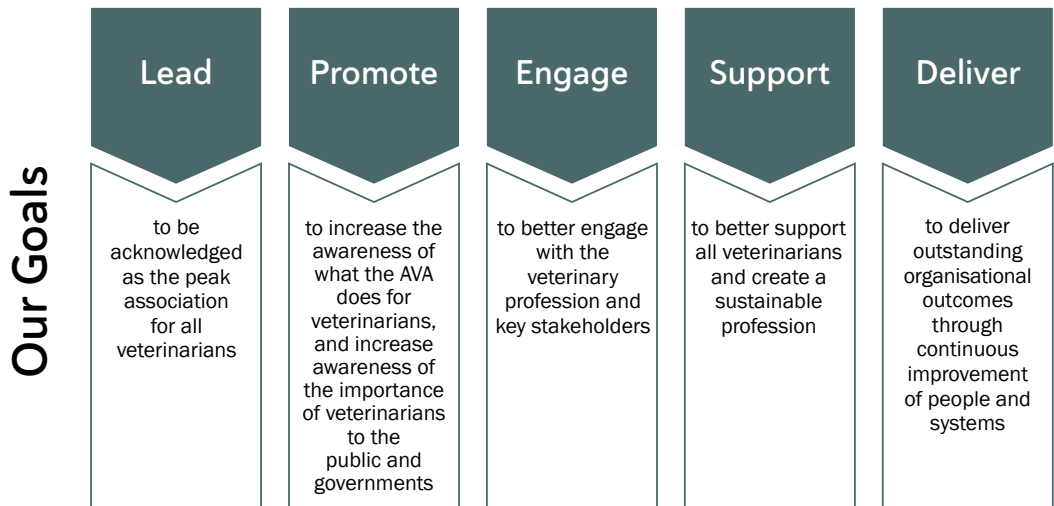 Our Goals
Lead
to be
acknowledged
as the peak
association
for all
veterinarians
Promote
to increase the
awareness of
what the AVA
does for
veterinarians,
and increase
awareness of
the importance
of veterinarians
to the
public and
governments
Engage
to better engage
with the
veterinary
profession and
key stakeholders
Support
to better support
all veterinarians
and create a
sustainable
profession
Deliver
to deliver
outstanding
organisational
outcomes
through
continuous
improvement
of people and
systems